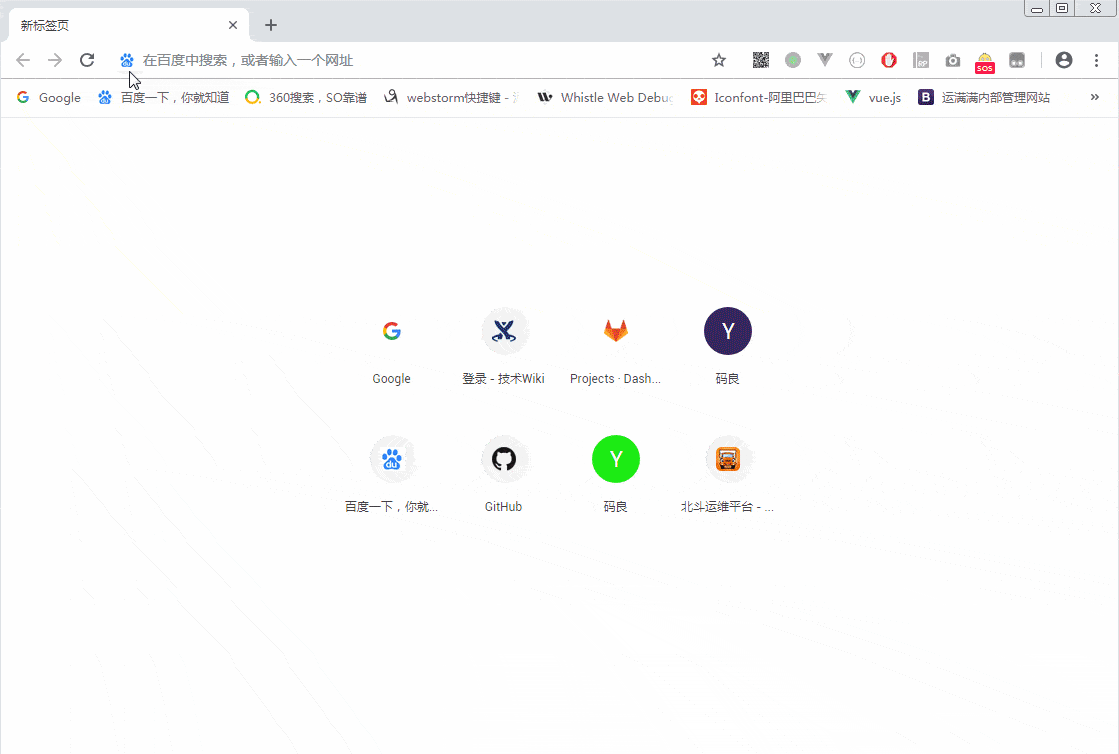 新标签页
在百度中搜索，或者输入一个网址
SOS
Google 百度一下，你就知道 360搜索，SO靠谱 webstorm快捷键 - Whistle Web Debug Iconfont-阿里巴巴矢 vue.js B 运满满内部管理网站
Y
Google 登录 - 技术Wiki Projects · Dash... 码良
du Y
百度一下，你就... GitHub 码良 北斗运维平台 - ...